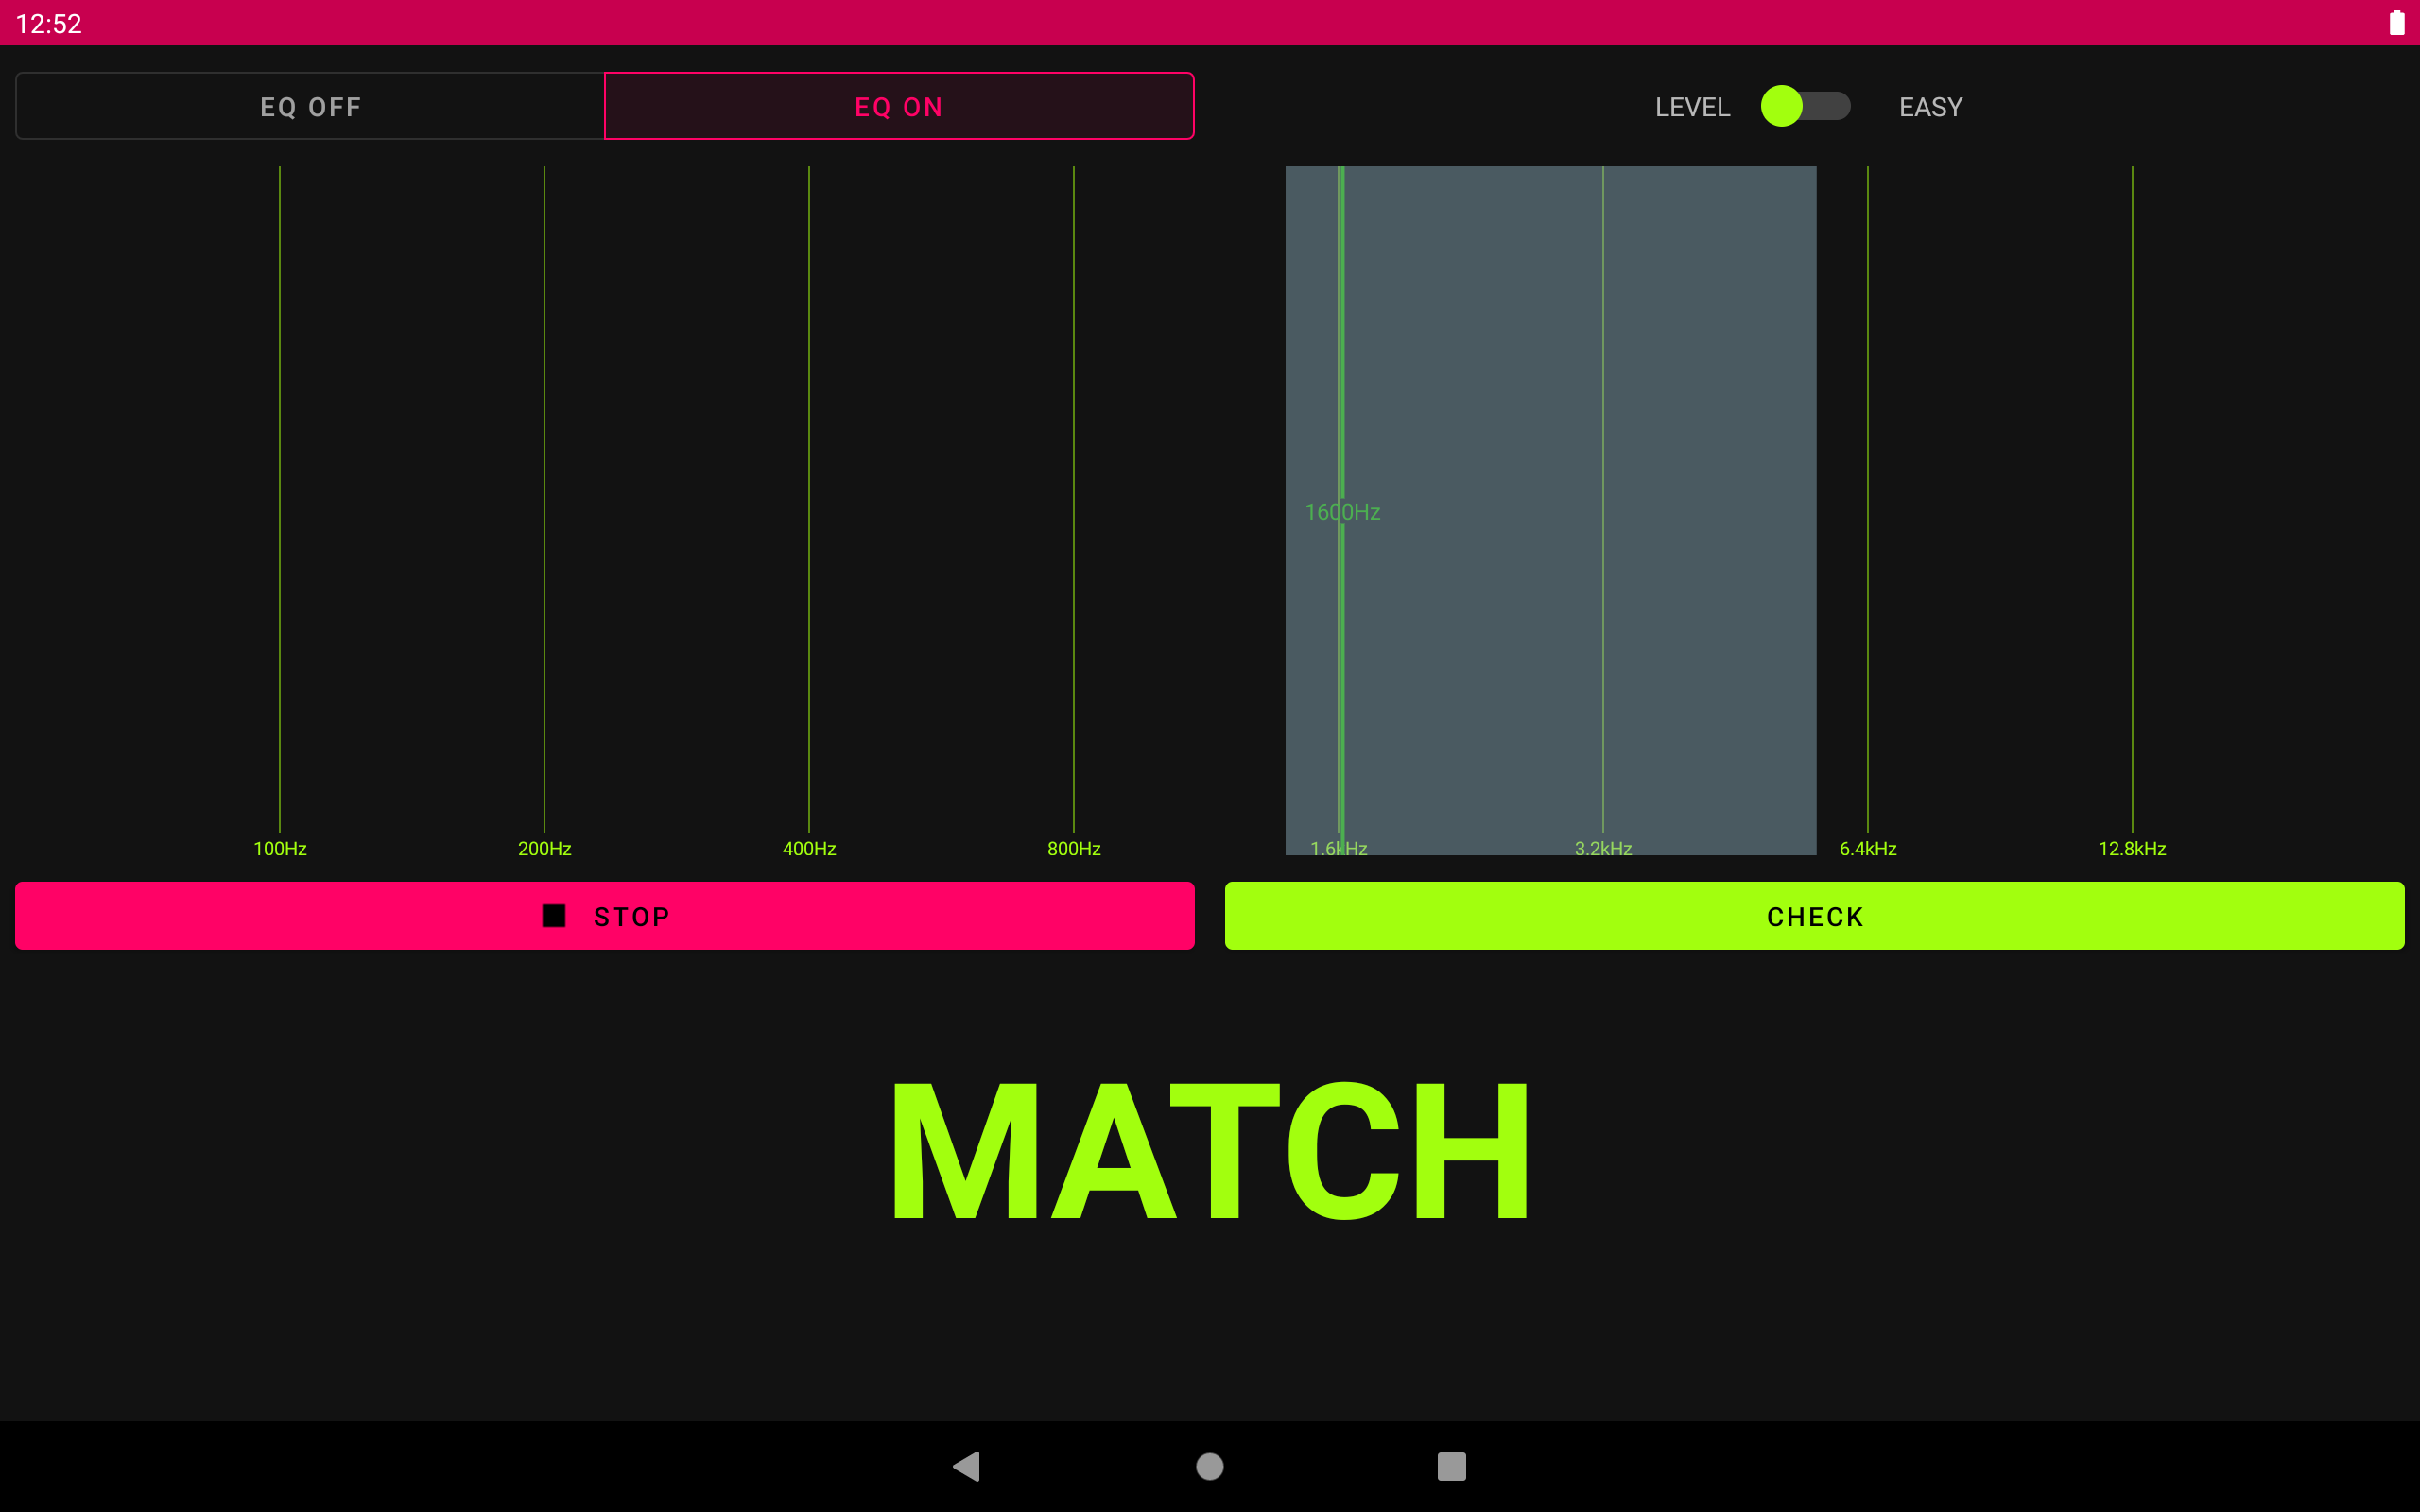 12:52
EQ OFF EQ ON LEVEL EASY
1600Hz
100Hz 200Hz 400Hz 800Hz 1.6kHz 3.2kHz 6.4kHz 12.8kHz
STOP CHECK
MATCH